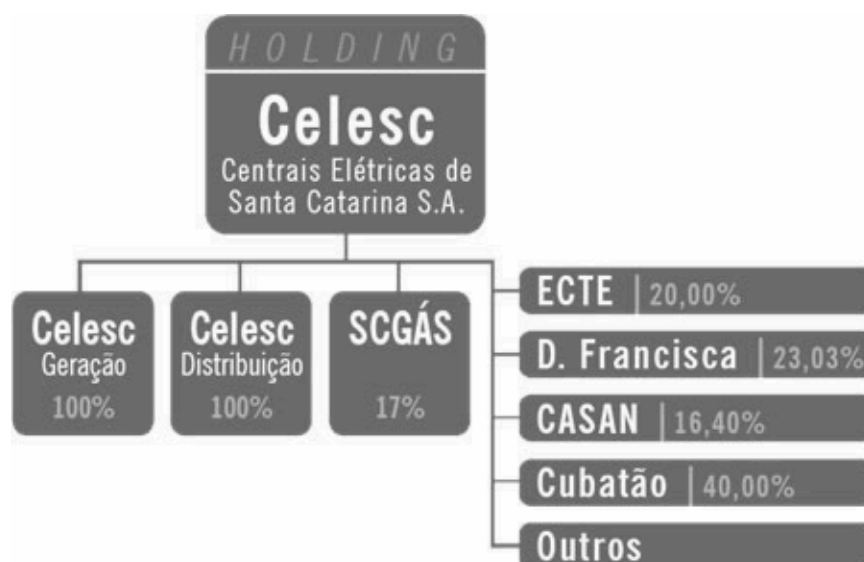 HOLDING
Celesc
Centrais Elétricas de
Santa Catarina S.A.
Celesc
Geração
100%
Celesc
Distribuição
100%
SCGÁS
17%
ECTE | 20,00%
D. Francisca | 23,03%
CASAN | 16,40%
Cubatão | 40,00%
Outros